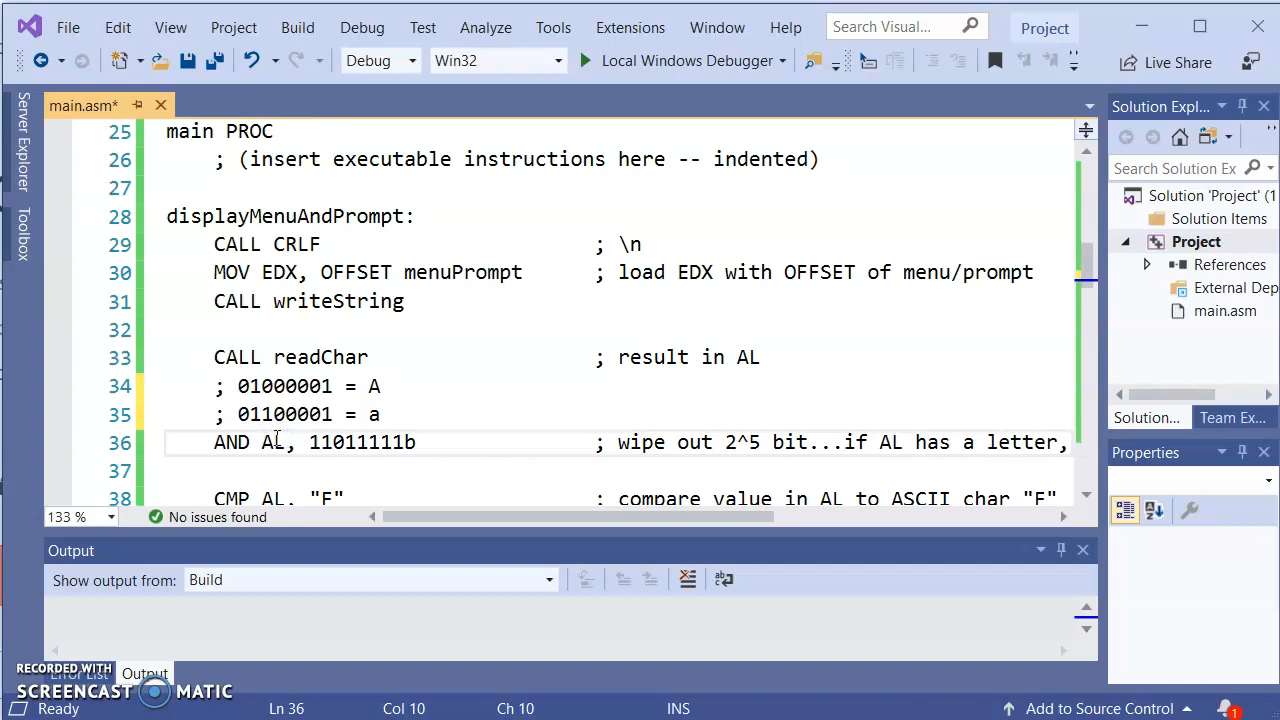 File Edit View Project Build Debug Test Analyze Tools Extensions Window Help Search Visual... Project
Debug Win32 Local Windows Debugger Live Share
Server Explorer
Toolbox
main.asm*
25 main PROC
26 ; (insert executable instructions here -- indented)
27
28 displayMenuAndPrompt:
29 CALL CRLF ; \n
30 MOV EDX, OFFSET menuPrompt ; load EDX with OFFSET of menu/prompt
31 CALL writeString
32
33 CALL readChar ; result in AL
34 ; 01000001 = A
35 ; 01100001 = a
36 AND AL, 11011111b ; wipe out 2^5 bit...if AL has a letter,
37
38 CMP AL, "F" ; compare value in AL to ASCII char "F"
133 % No issues found
Output
Show output from: Build
Error List Output
RECORDED WITH
SCREENCAST MATIC
Ready Ln 36 Col 10 Ch 10 INS Add to Source Control 1
Solution Expl...
Search Solution Ex
Solution 'Project' (1
Solution Items
Project
References
External Dep
main.asm
Solution... Team Ex...
Properties